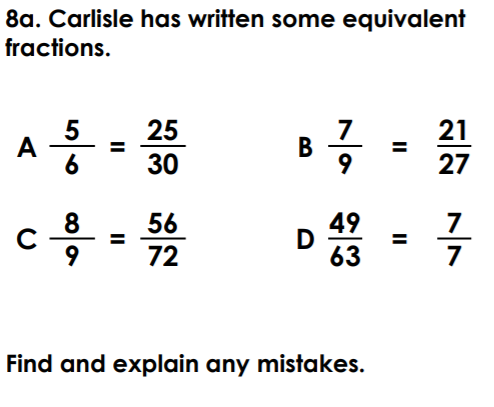 8a. Carlisle has written some equivalent
fractions.
A 5/6 = 25/30
B 7/9 = 21/27
C 8/9 = 56/72
D 49/63 = 7/7
Find and explain any mistakes.